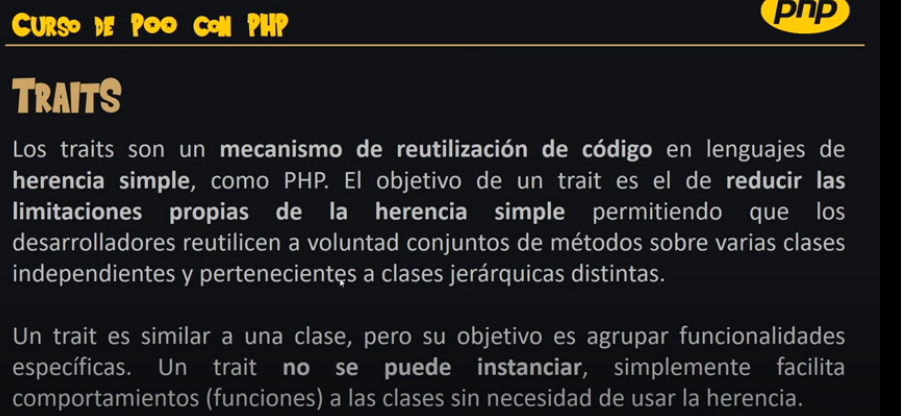 Curso de Poo con PHP
php
Traits
Los traits son un mecanismo de reutilización de código en lenguajes de
herencia simple, como PHP. El objetivo de un trait es el de reducir las
limitaciones propias de la herencia simple permitiendo que los
desarrolladores reutilicen a voluntad conjuntos de métodos sobre varias clases
independientes y pertenecientes a clases jerárquicas distintas.
Un trait es similar a una clase, pero su objetivo es agrupar funcionalidades
específicas. Un trait no se puede instanciar, simplemente facilita
comportamientos (funciones) a las clases sin necesidad de usar la herencia.